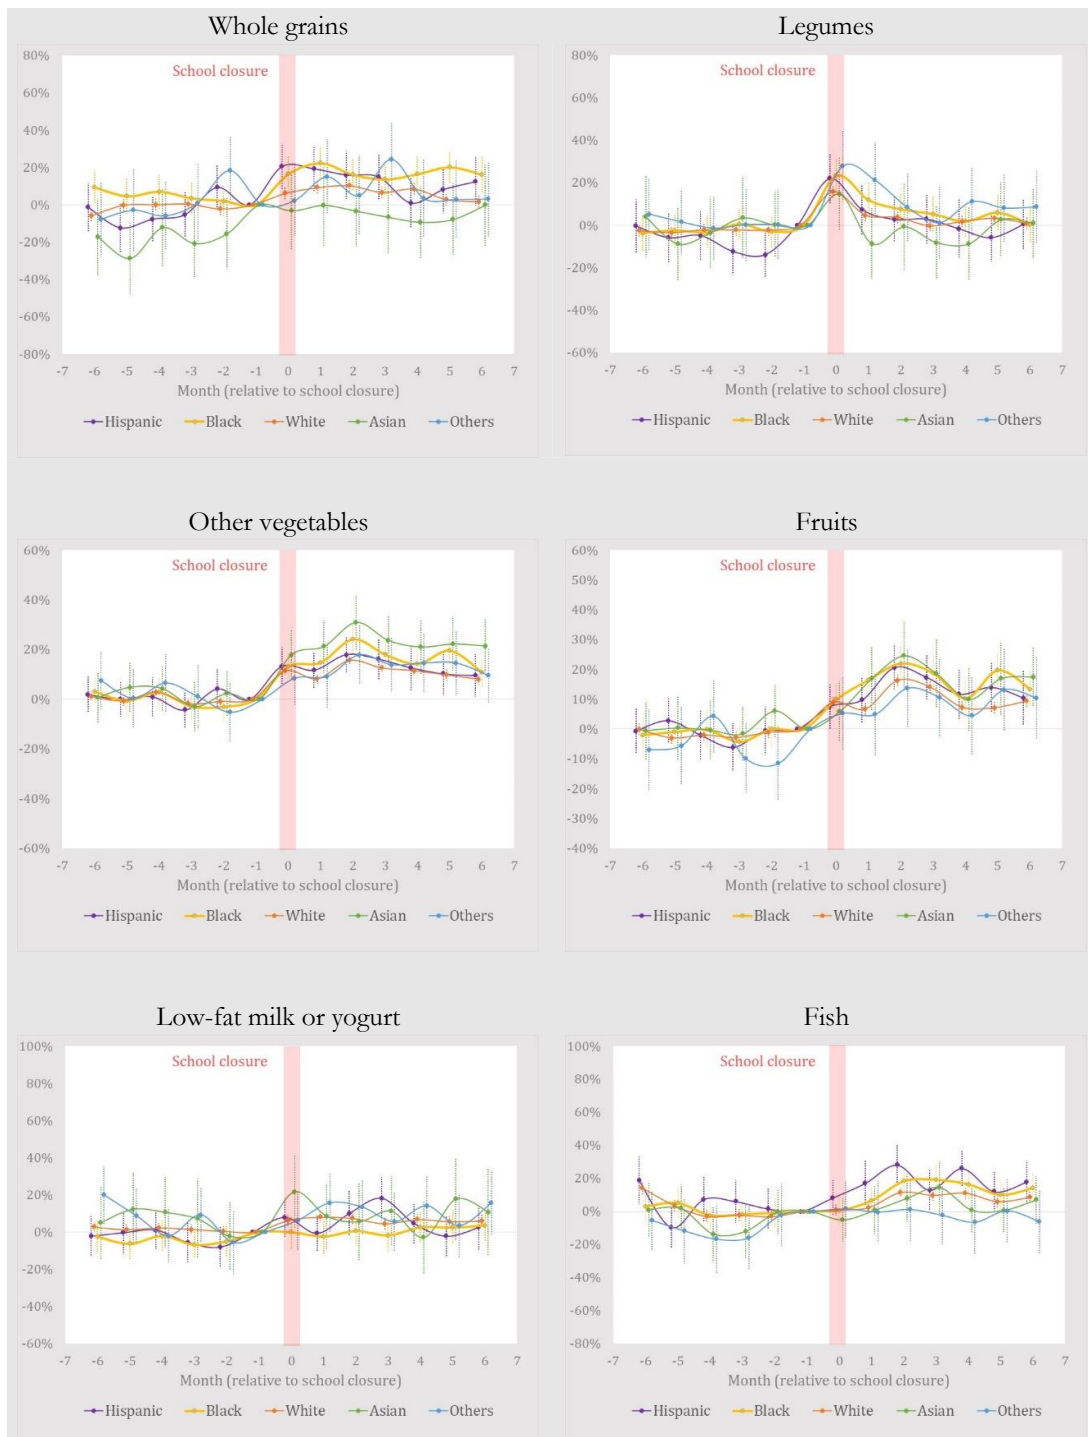 Whole grains
80%
60%
40%
20%
0%
-20%
-40%
-60%
-80%
School closure
-7 -6 -5 -4 -3 -2 -1 0 1 2 3 4 5 6 7
Month (relative to school closure)
Hispanic Black White Asian Others
Legumes
80%
60%
40%
20%
0%
-20%
-40%
-60%
School closure
-7 -6 -5 -4 -3 -2 -1 0 1 2 3 4 5 6 7
Month (relative to school closure)
Hispanic Black White Asian Others
Other vegetables
60%
40%
20%
0%
-20%
-40%
-60%
School closure
-7 -6 -5 -4 -3 -2 -1 0 1 2 3 4 5 6 7
Month (relative to school closure)
Hispanic Black White Asian Others
Fruits
60%
50%
40%
30%
20%
10%
0%
-10%
-20%
-30%
-40%
School closure
-7 -6 -5 -4 -3 -2 -1 0 1 2 3 4 5 6 7
Month (relative to school closure)
Hispanic Black White Asian Others
Low-fat milk or yogurt
100%
80%
60%
40%
20%
0%
-20%
-40%
-60%
School closure
-7 -6 -5 -4 -3 -2 -1 0 1 2 3 4 5 6 7
Month (relative to school closure)
Hispanic Black White Asian Others
Fish
100%
80%
60%
40%
20%
0%
-20%
-40%
-60%
-80%
School closure
-7 -6 -5 -4 -3 -2 -1 0 1 2 3 4 5 6 7
Month (relative to school closure)
Hispanic Black White Asian Others